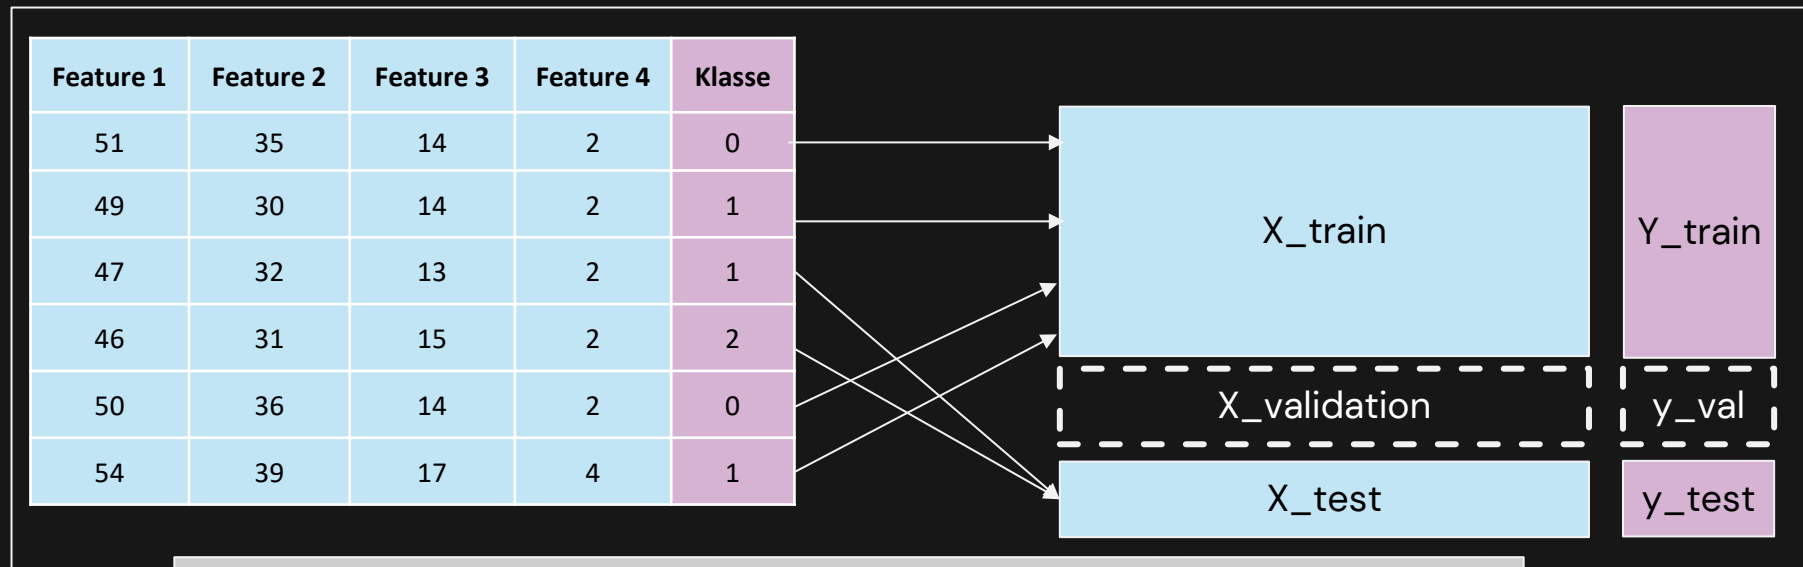 Feature 1 Feature 2 Feature 3 Feature 4 Klasse
51 35 14 2 0
49 30 14 2 1
47 32 13 2 1
46 31 15 2 2
50 36 14 2 0
54 39 17 4 1
X_train Y_train
X_validation y_val
X_test y_test